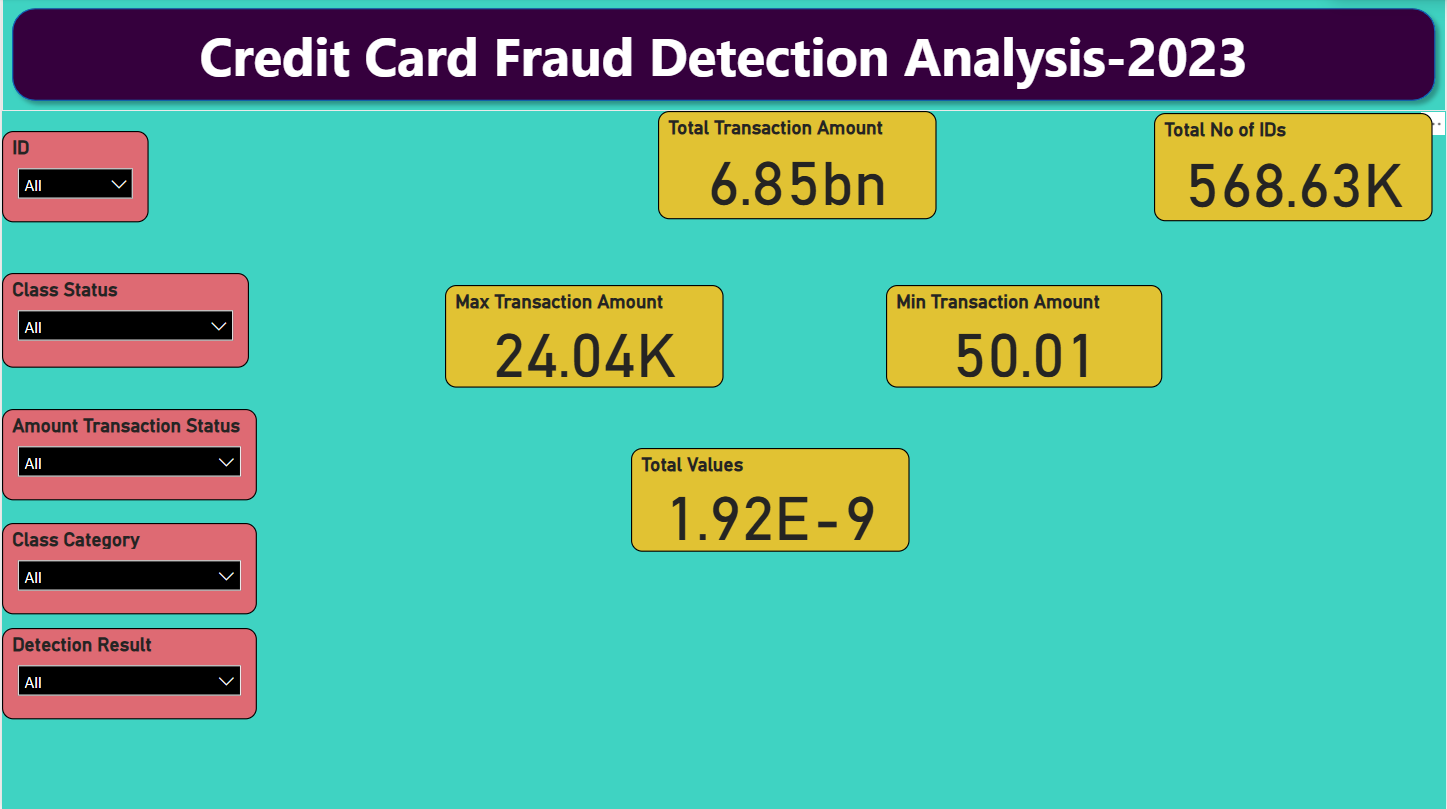 Credit Card Fraud Detection Analysis-2023
ID
All
Total Transaction Amount
6.85bn
Total No of IDs
568.63K
Class Status
All
Max Transaction Amount
24.04K
Min Transaction Amount
50.01
Amount Transaction Status
All
Total Values
1.92E-9
Class Category
All
Detection Result
All